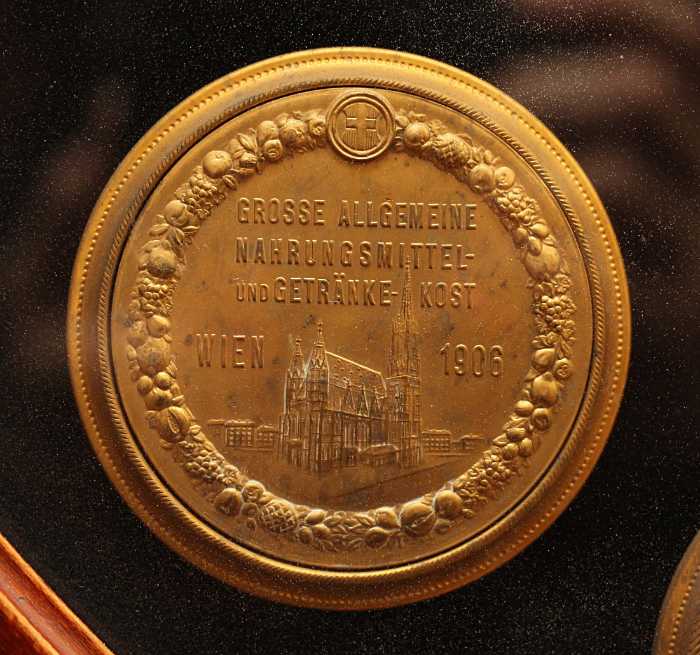 GROSSE ALLGEMEINE
NAHRUNGSMITTEL-
UND GETRÄNKE-KOST
WIEN 1906